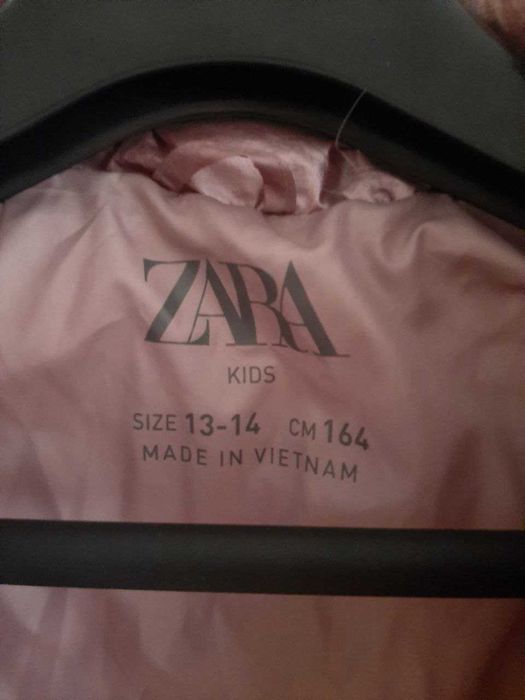 ZARA
KIDS
SIZE 13-14 CM 164
MADE IN VIETNAM